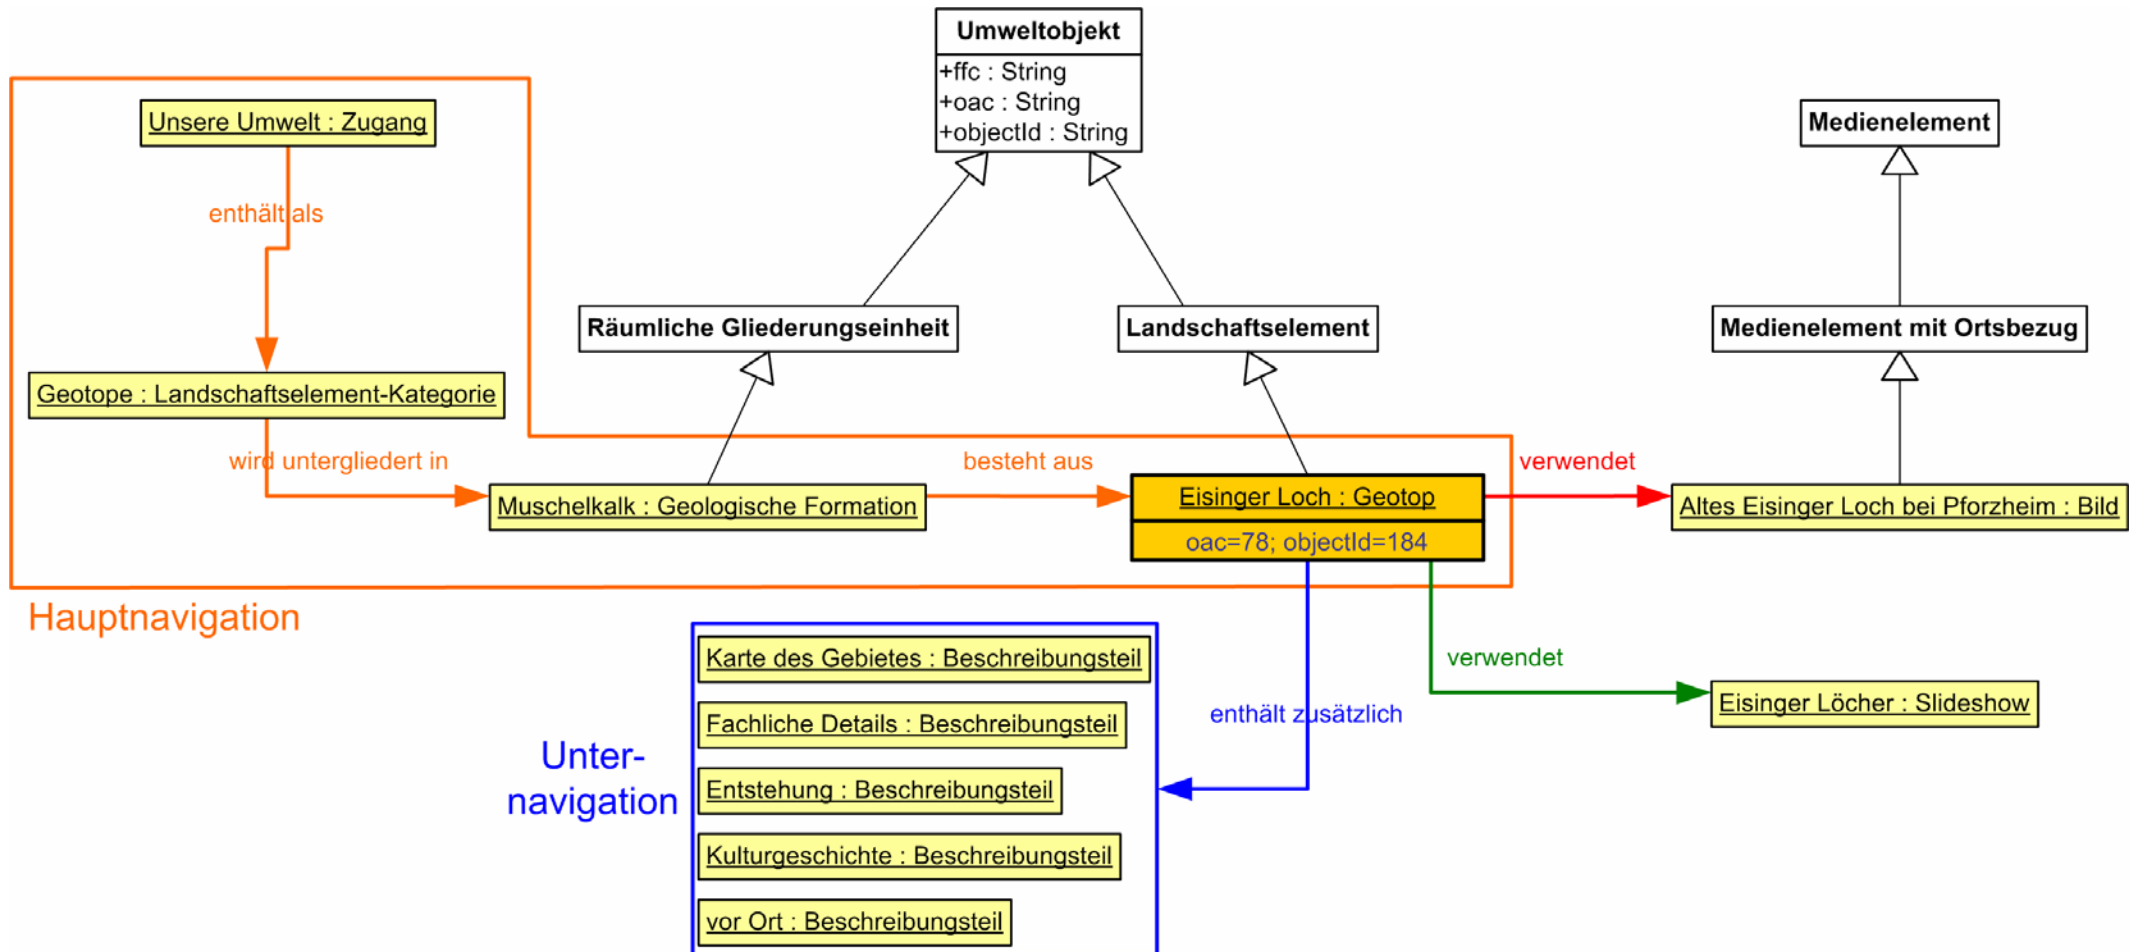 Umweltobjekt
+ffc : String
+oac : String
+objectId : String
Unsere Umwelt : Zugang
Medienelement
enthält als
Räumliche Gliederungseinheit
Landschaftselement
Medienelement mit Ortsbezug
Geotope : Landschaftselement-Kategorie
wird untergliedert in
besteht aus
verwendet
Muschelkalk : Geologische Formation
Eisinger Loch : Geotop
oac=78; objectId=184
Altes Eisinger Loch bei Pforzheim : Bild
Hauptnavigation
Karte des Gebietes : Beschreibungsteil
verwendet
Fachliche Details : Beschreibungsteil
enthält zusätzlich
Eisinger Löcher : Slideshow
Unter-
navigation
Entstehung : Beschreibungsteil
Kulturgeschichte : Beschreibungsteil
vor Ort : Beschreibungsteil